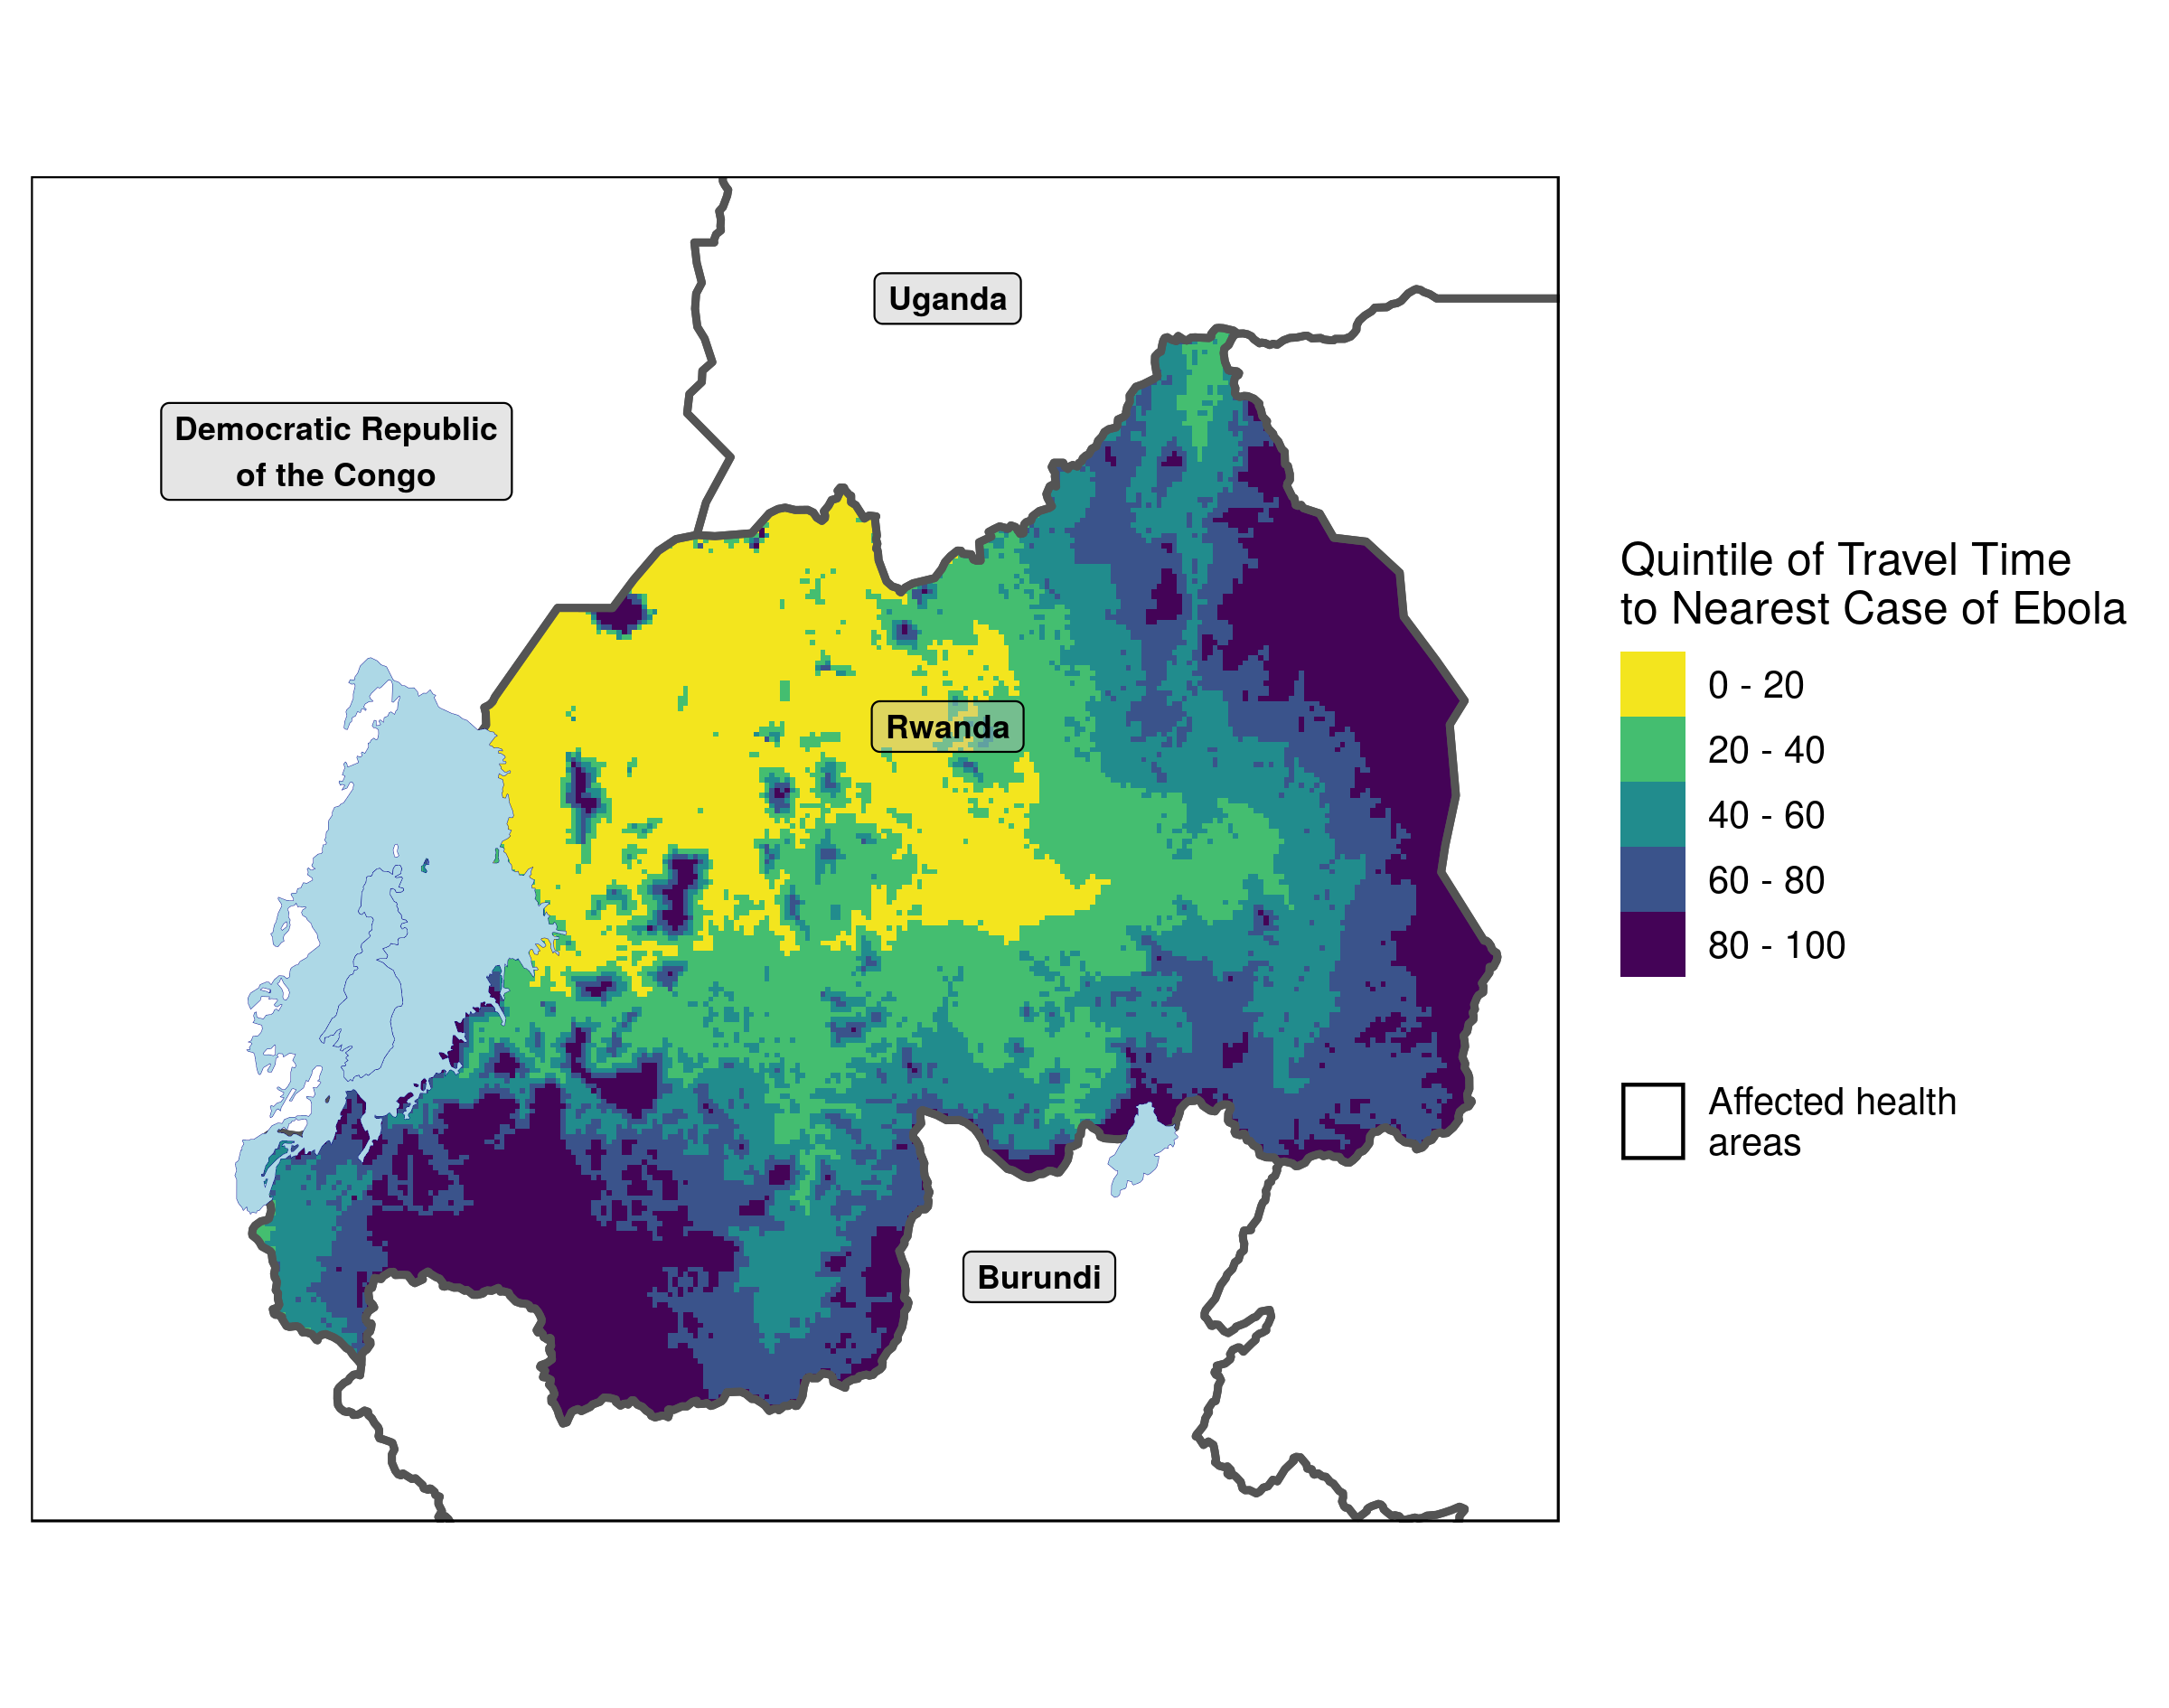 Uganda
Democratic Republic
of the Congo
Rwanda
Burundi
Quintile of Travel Time
to Nearest Case of Ebola
0 - 20
20 - 40
40 - 60
60 - 80
80 - 100
Affected health
areas